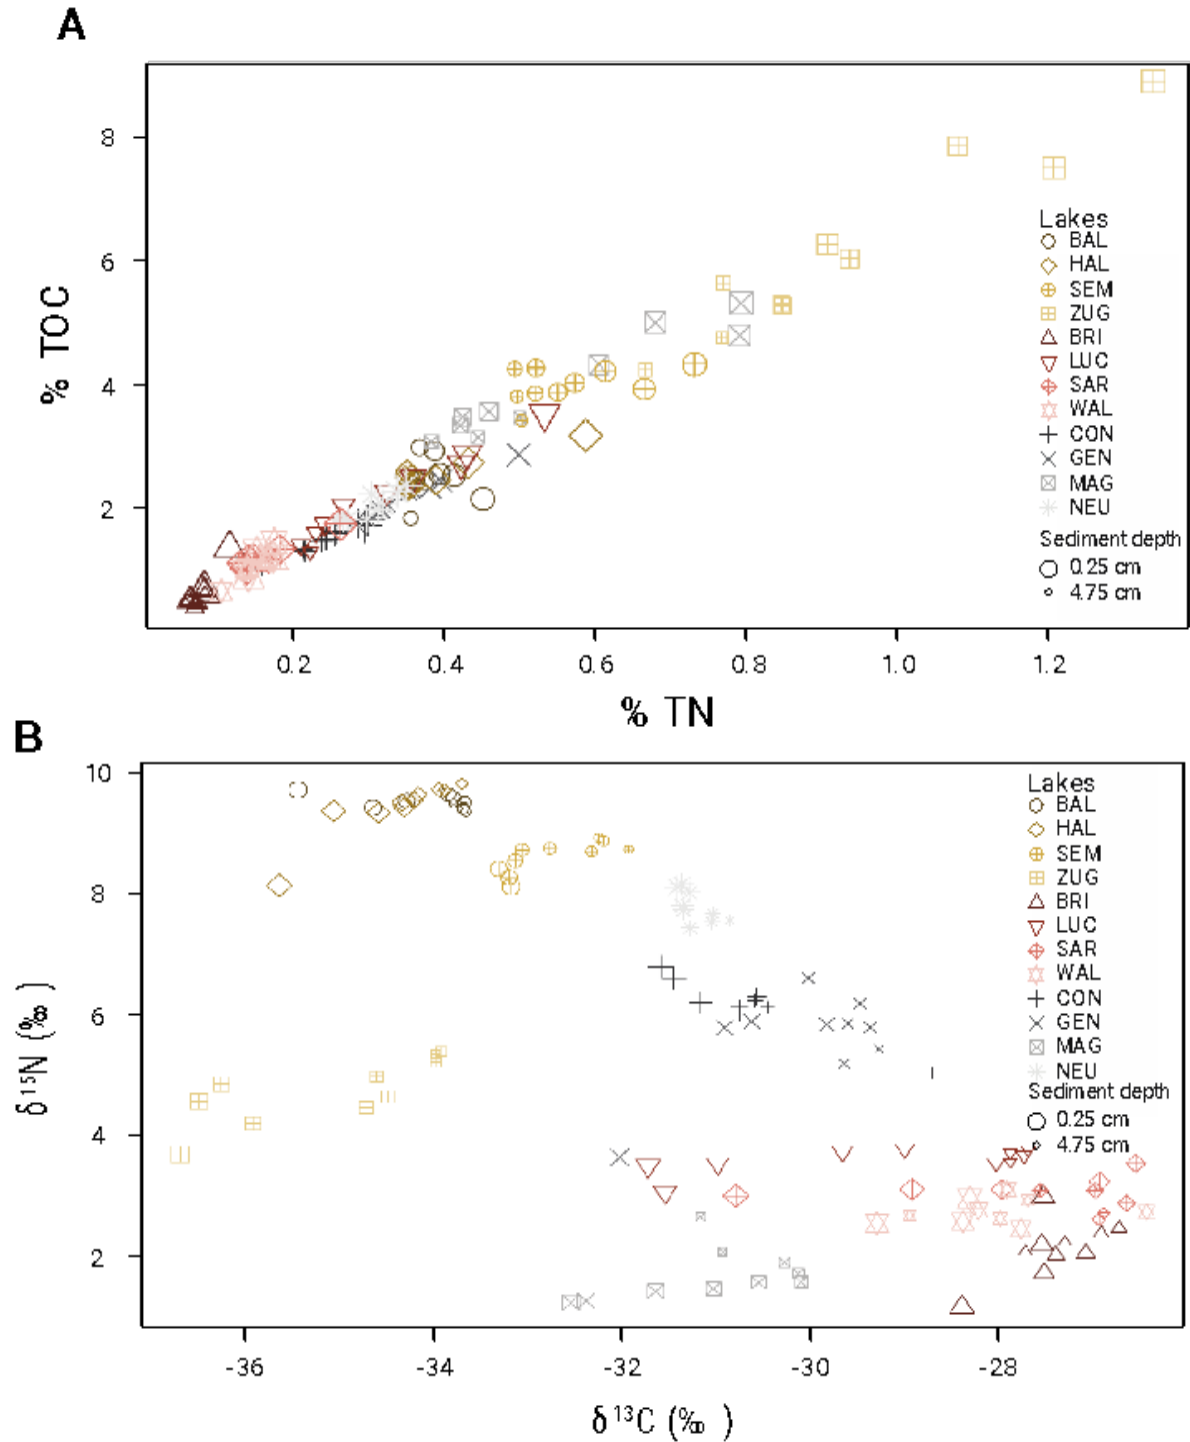 A
% TOC
8
6
4
2
Lakes
BAL
HAL
SEM
ZUG
BRI
LUC
SAR
WAL
CON
GEN
MAG
NEU
Sediment depth
0.25 cm
4.75 cm
0.2 0.4 0.6 0.8 1.0 1.2
% TN
B
δ ¹⁵N (‰ )
10
8
6
4
2
Lakes
BAL
HAL
SEM
ZUG
BRI
LUC
SAR
WAL
CON
GEN
MAG
NEU
Sediment depth
0.25 cm
4.75 cm
-36 -34 -32 -30 -28
δ ¹³C (‰ )